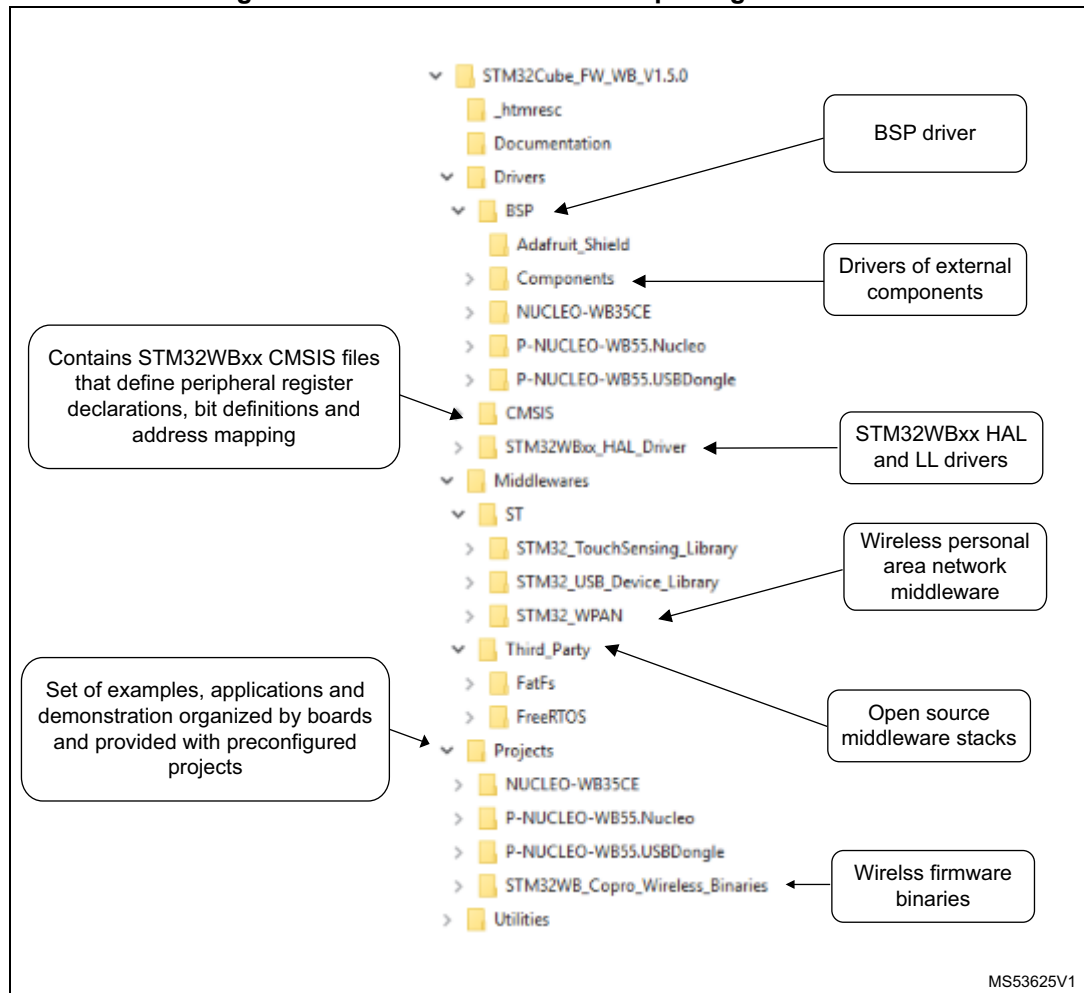 STM32Cube_FW_WB_V1.5.0
_htmresc
Documentation
BSP driver
Drivers
BSP
Adafruit_Shield
Components
Drivers of external
components
NUCLEO-WB35CE
P-NUCLEO-WB55.Nucleo
P-NUCLEO-WB55.USBDongle
Contains STM32WBxx CMSIS files
that define peripheral register
declarations, bit definitions and
address mapping
CMSIS
STM32WBxx_HAL_Driver
STM32WBxx HAL
and LL drivers
Middlewares
ST
STM32_TouchSensing_Library
STM32_USB_Device_Library
STM32_WPAN
Wireless personal
area network
middleware
Third_Party
FatFs
FreeRTOS
Open source
middleware stacks
Set of examples, applications and
demonstration organized by boards
and provided with preconfigured
projects
Projects
NUCLEO-WB35CE
P-NUCLEO-WB55.Nucleo
P-NUCLEO-WB55.USBDongle
STM32WB_Copro_Wireless_Binaries
Wirelss firmware
binaries
Utilities
MS53625V1